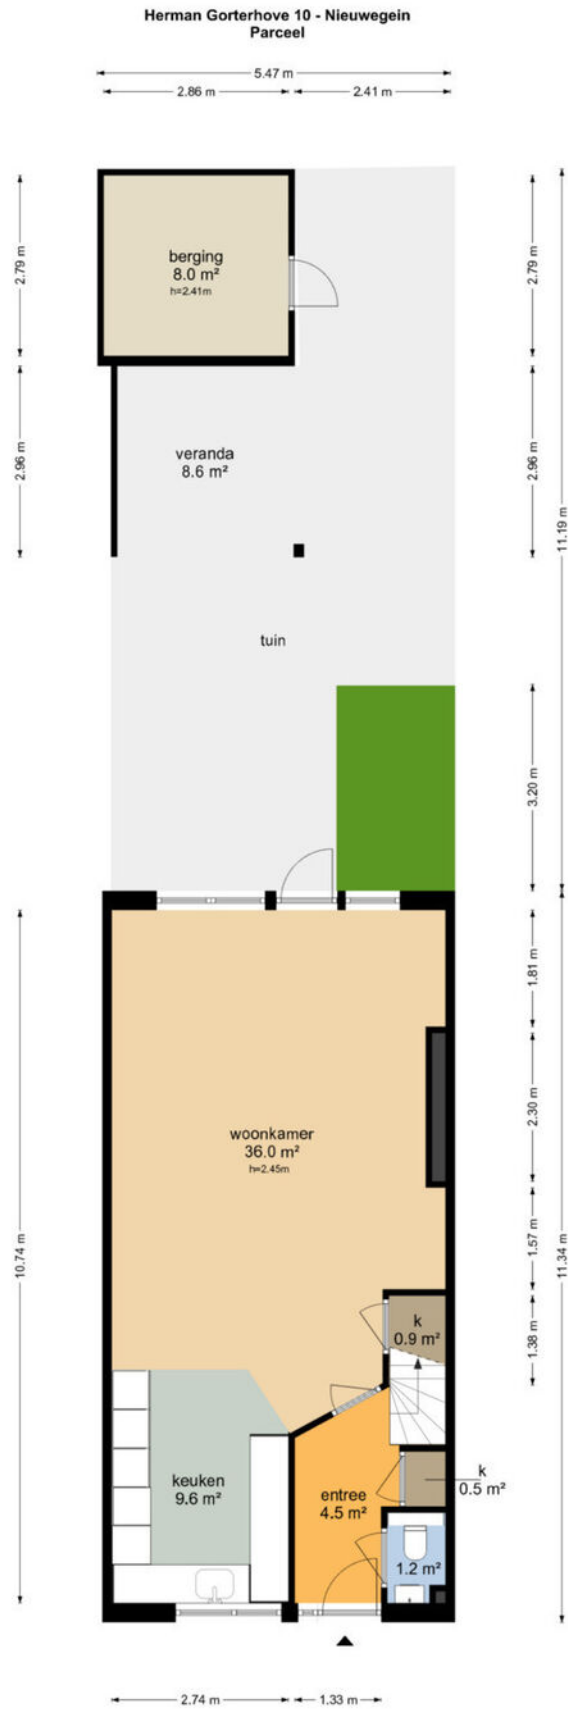 Herman Gorterhove 10 - Nieuwegein
Parceel
5.47 m
2.86 m
2.41 m
berging
8.0 m²
h=2.41m
2.79 m
2.79 m
veranda
8.6 m²
2.96 m
2.96 m
11.19 m
tuin
3.20 m
1.81 m
2.30 m
woonkamer
36.0 m²
h=2.45m
1.57 m
10.74 m
11.34 m
k
0.9 m²
1.38 m
keuken
9.6 m²
entree
4.5 m²
k
0.5 m²
1.2 m²
2.74 m
1.33 m